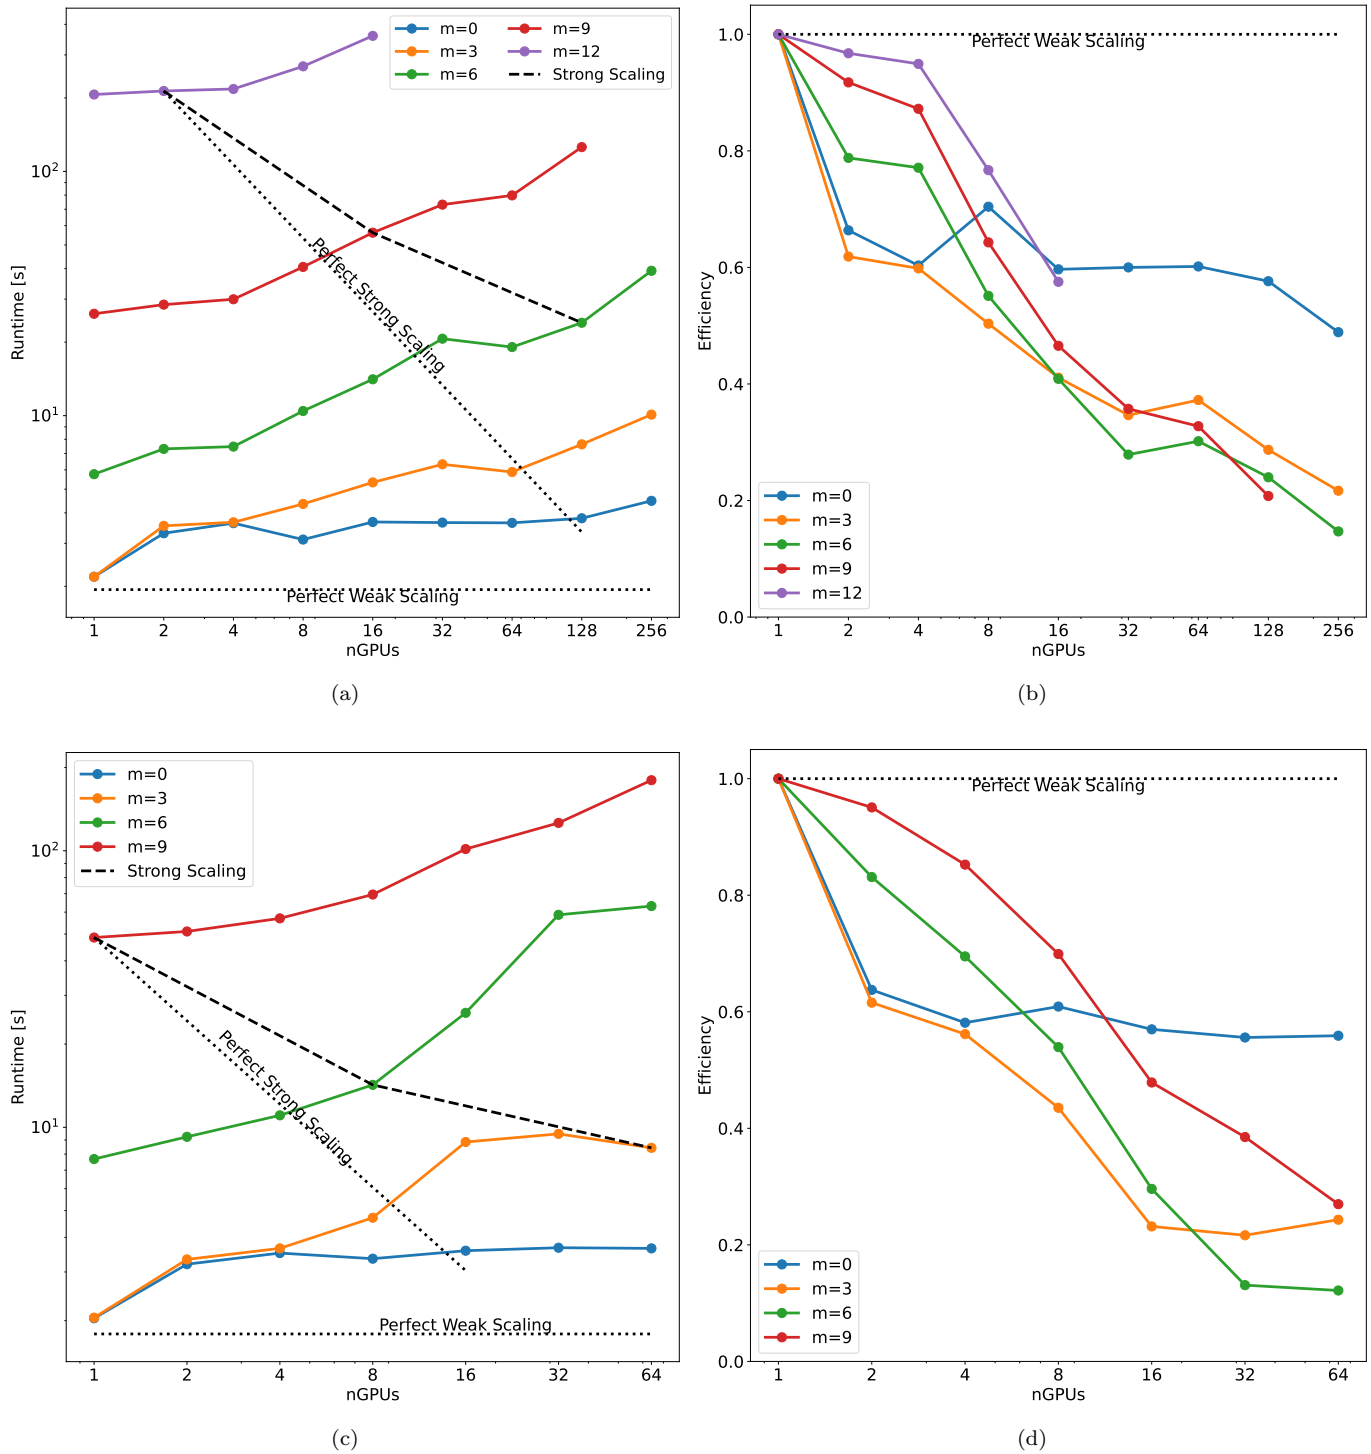 m=0
m=3
m=6
m=9
m=12
Strong Scaling
Perfect Strong Scaling
Perfect Weak Scaling
Runtime [s]
10²
10¹
1 2 4 8 16 32 64 128 256
nGPUs
(a)
Perfect Weak Scaling
Efficiency
1.0
0.8
0.6
0.4
0.2
0.0
m=0
m=3
m=6
m=9
m=12
1 2 4 8 16 32 64 128 256
nGPUs
(b)
m=0
m=3
m=6
m=9
Strong Scaling
Perfect Strong Scaling
Perfect Weak Scaling
Runtime [s]
10²
10¹
1 2 4 8 16 32 64
nGPUs
(c)
Perfect Weak Scaling
Efficiency
1.0
0.8
0.6
0.4
0.2
0.0
m=0
m=3
m=6
m=9
1 2 4 8 16 32 64
nGPUs
(d)